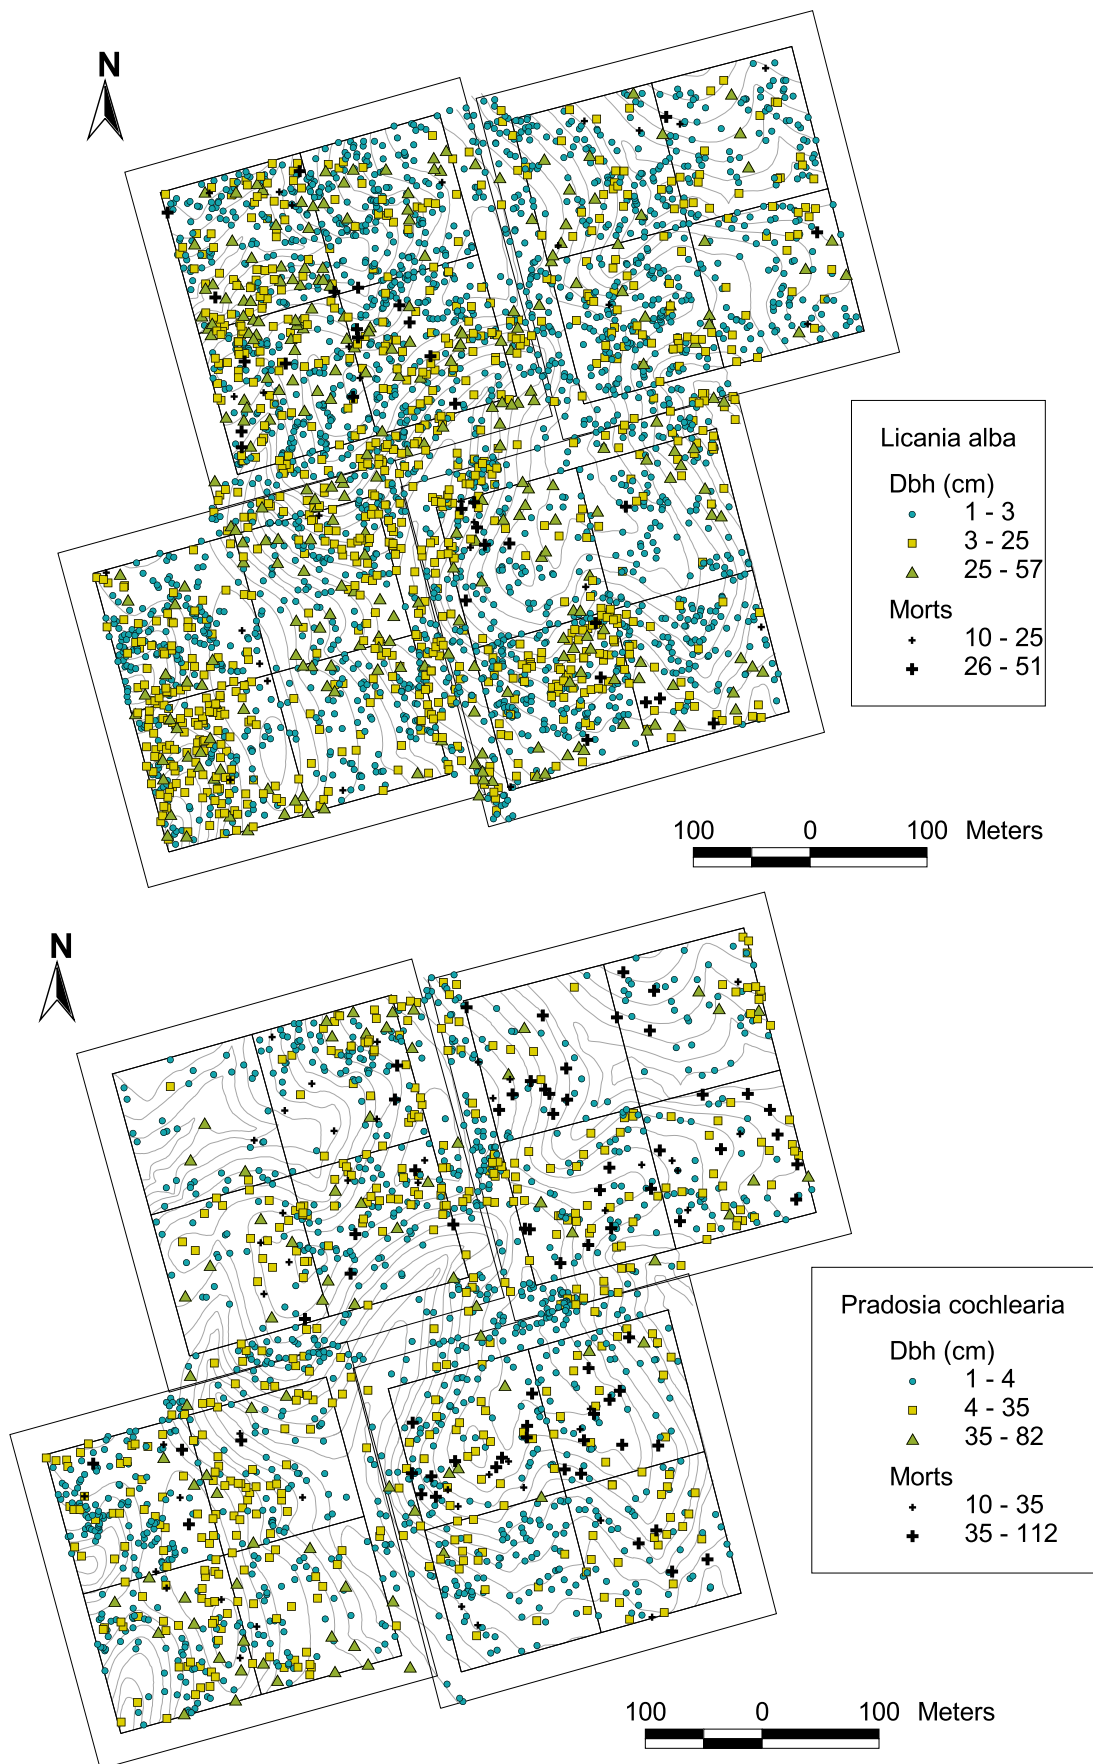 N
Licania alba
Dbh (cm)
1 - 3
3 - 25
25 - 57
Morts
10 - 25
26 - 51
100 0 100 Meters
N
Pradosia cochlearia
Dbh (cm)
1 - 4
4 - 35
35 - 82
Morts
10 - 35
35 - 112
100 0 100 Meters